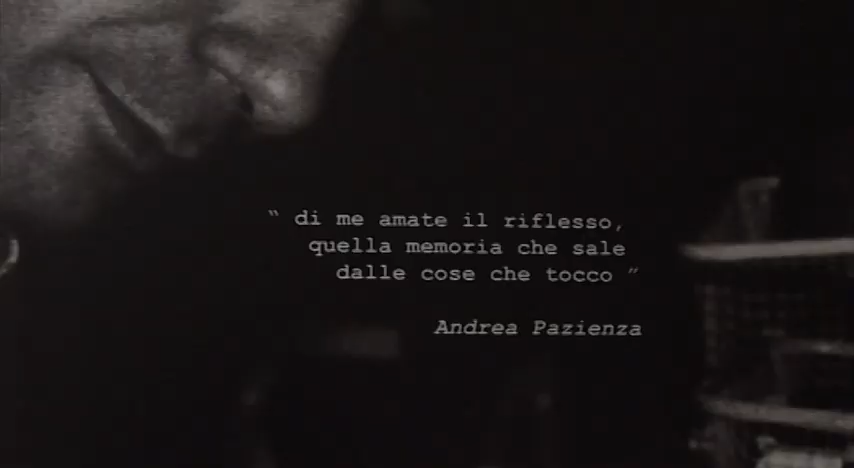 " di me amate il riflesso,
quella memoria che sale
dalle cose che tocco "
Andrea Pazienza